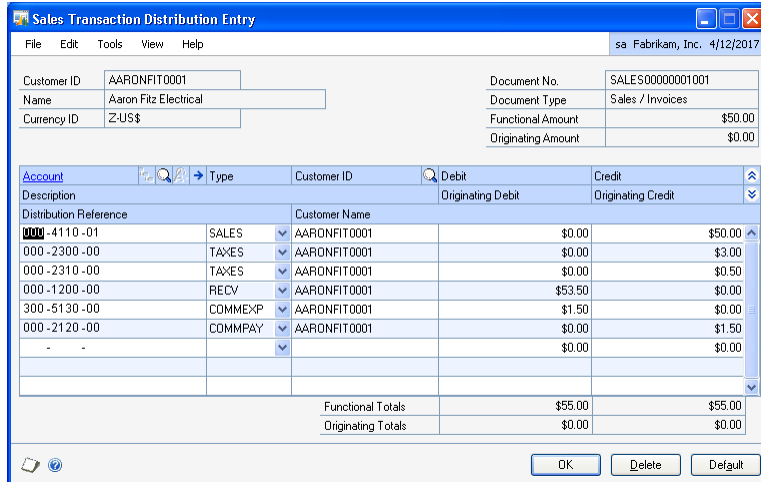 Sales Transaction Distribution Entry
File Edit Tools View Help sa Fabrikam, Inc. 4/12/2017
Customer ID AARONFIT0001 Document No. SALES00000001001
Name Aaron Fitz Electrical Document Type Sales / Invoices
Currency ID Z-US$ Functional Amount $50.00
Originating Amount $0.00
Account Type Customer ID Debit Credit
Description Originating Debit Originating Credit
Distribution Reference Customer Name
000 -4110 -01 SALES AARONFIT0001 $0.00 $50.00
000 -2300 -00 TAXES AARONFIT0001 $0.00 $3.00
000 -2310 -00 TAXES AARONFIT0001 $0.00 $0.50
000 -1200 -00 RECV AARONFIT0001 $53.50 $0.00
300 -5130 -00 COMMEXP AARONFIT0001 $1.50 $0.00
000 -2120 -00 COMMPAY AARONFIT0001 $0.00 $1.50
- - $0.00 $0.00
Functional Totals $55.00 $55.00
Originating Totals $0.00 $0.00
OK Delete Default